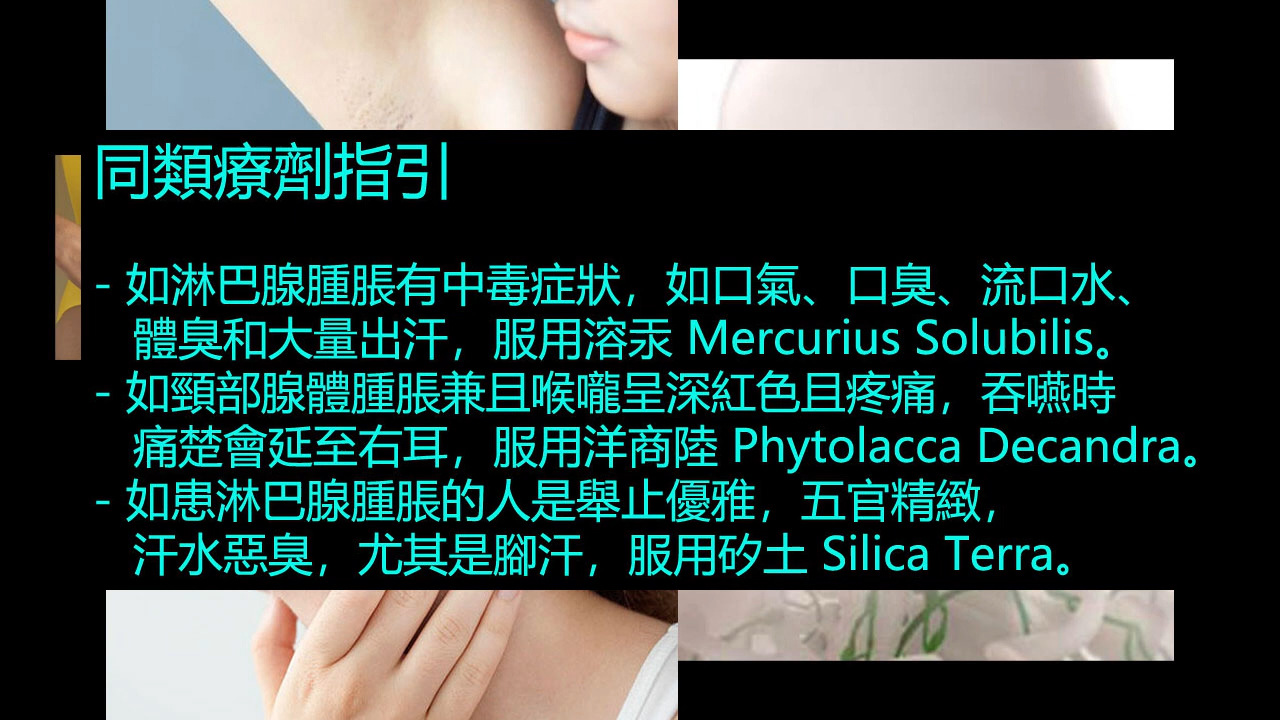 同類療劑指引
- 如淋巴腺腫脹有中毒症狀，如口氣、口臭、流口水、
體臭和大量出汗，服用溶汞 Mercurius Solubilis。
- 如頸部腺體腫脹兼且喉嚨呈深紅色且疼痛，吞嚥時
痛楚會延至右耳，服用洋商陸 Phytolacca Decandra。
- 如患淋巴腺腫脹的人是舉止優雅，五官精緻，
汗水惡臭，尤其是腳汗，服用矽土 Silica Terra。